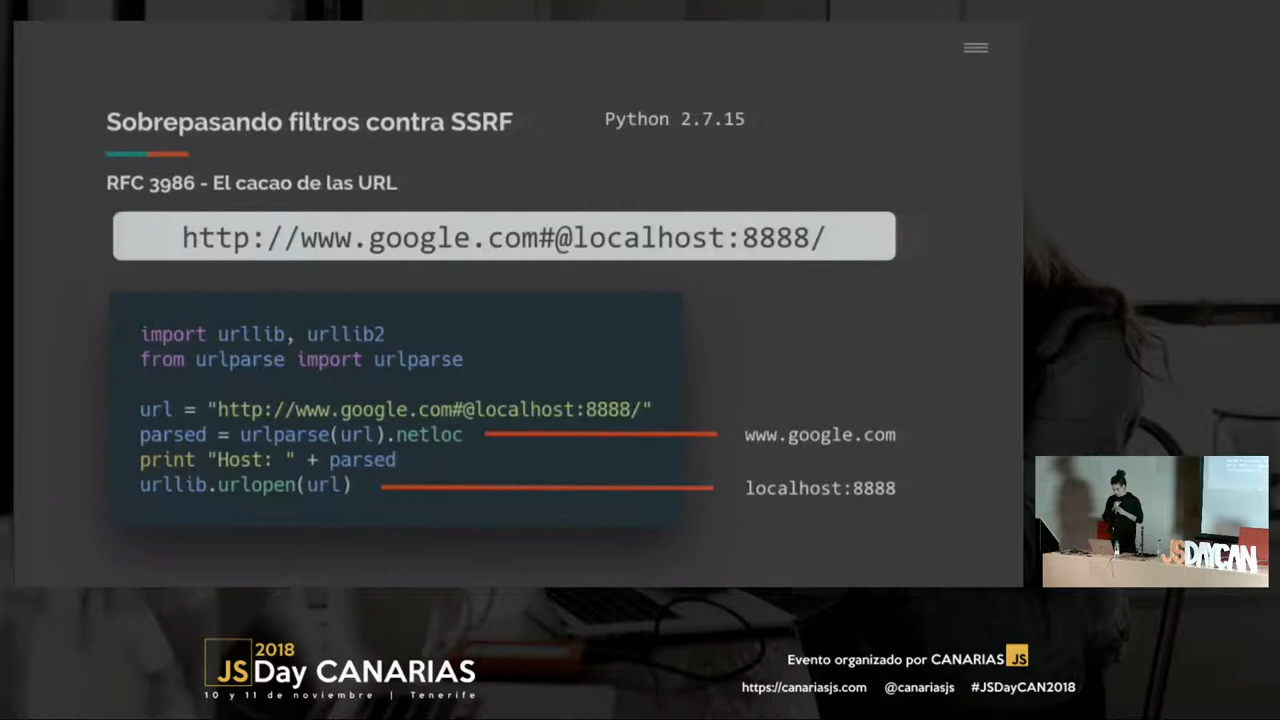 Sobrepasando filtros contra SSRF
Python 2.7.15
RFC 3986 - El cacao de las URL
http://www.google.com#@localhost:8888/
import urllib, urllib2
from urlparse import urlparse
url = "http://www.google.com#@localhost:8888/"
parsed = urlparse(url).netloc
www.google.com
print "Host: " + parsed
urllib.urlopen(url)
localhost:8888
JSDAYCAN
2018
JSDay CANARIAS
10 y 11 de noviembre | Tenerife
Evento organizado por CANARIAS JS
https://canariasjs.com @canariasjs #JSDayCAN2018